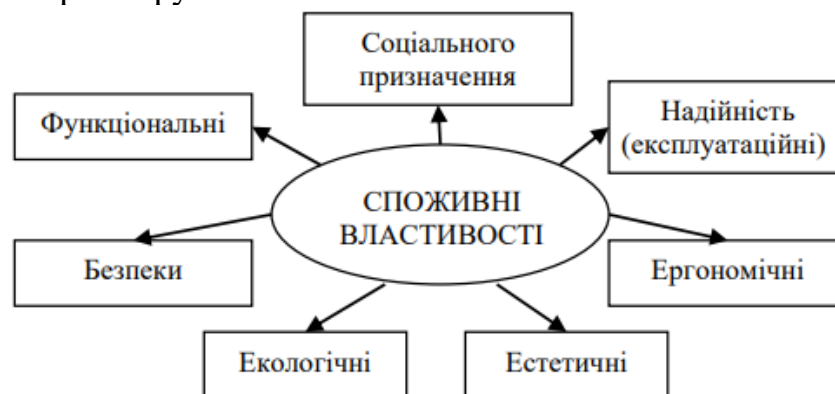 Соціального
призначення
Функціональні
Надійність
(експлуатаційні)
СПОЖИВНІ
ВЛАСТИВОСТІ
Безпеки
Ергономічні
Екологічні
Естетичні